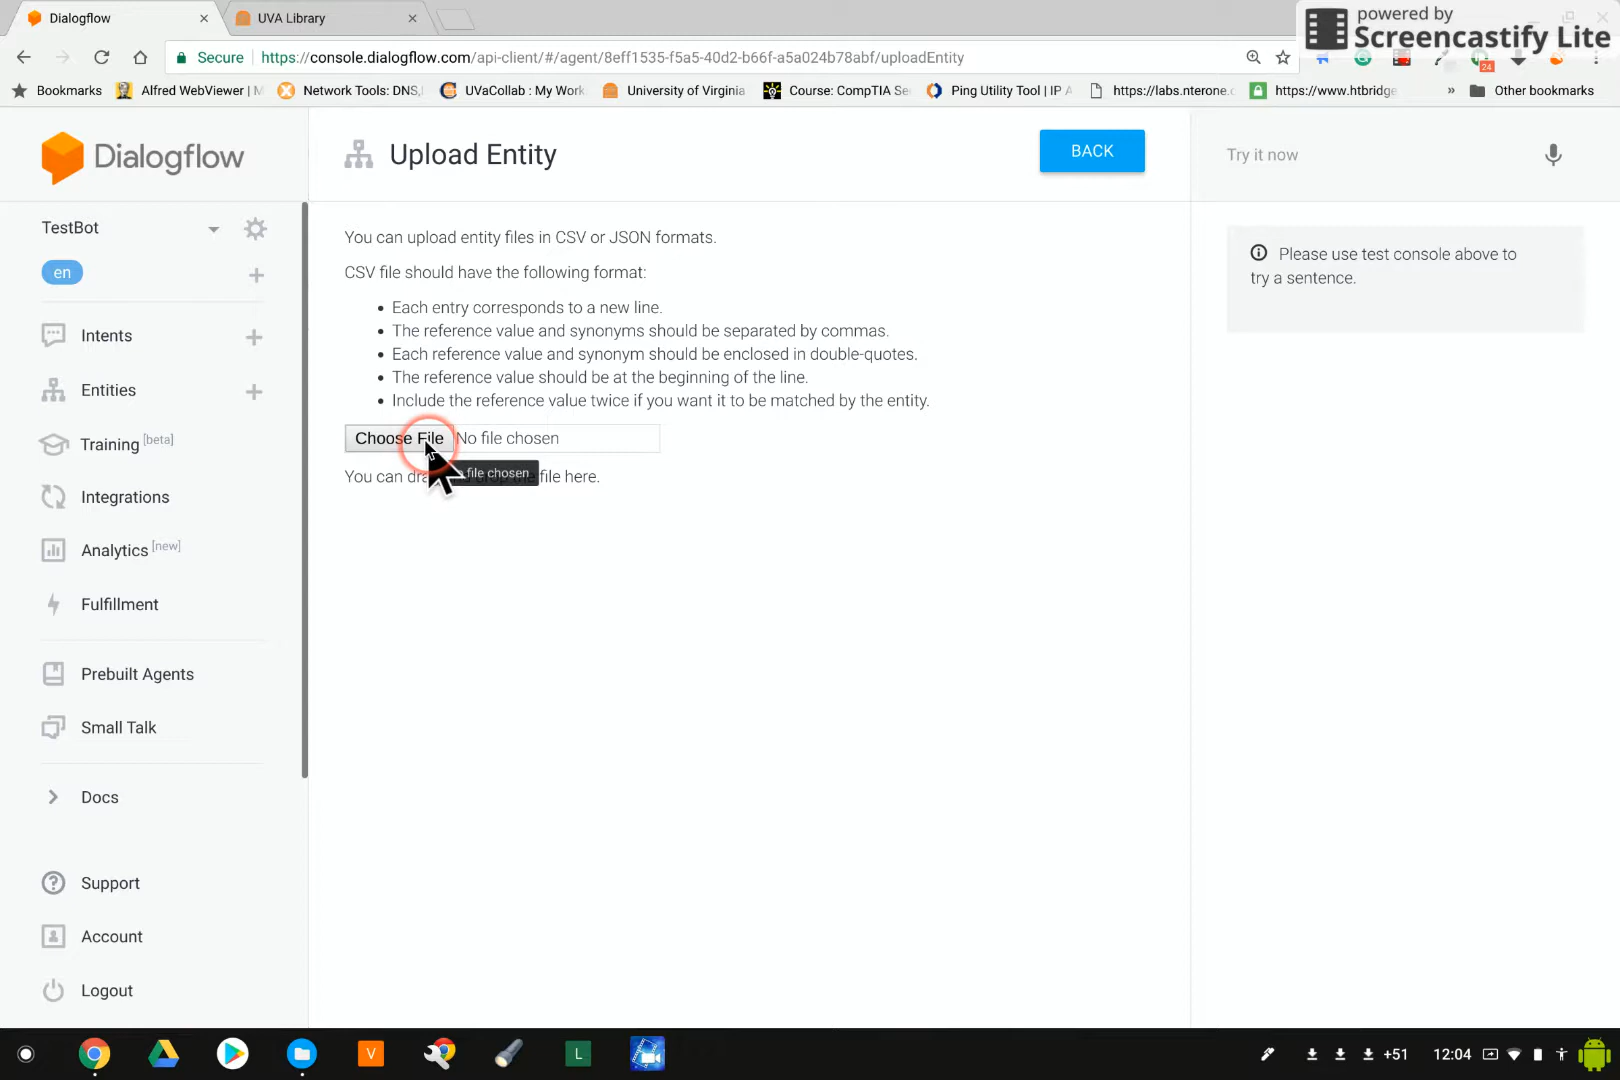 Dialogflow
UVA Library
powered by
Screencastify Lite
Secure
https://console.dialogflow.com/api-client/#/agent/8eff1535-f5a5-40d2-b66f-a5a024b78abf/uploadEntity
Bookmarks
Alfred WebViewer | M
Network Tools: DNS,
UVaCollab : My Work
University of Virginia
Course: CompTIA Se
Ping Utility Tool | IP A
https://labs.nterone.c
https://www.htbridge
»
Other bookmarks
24
Dialogflow
Upload Entity
BACK
Try it now
TestBot
en
Intents
Entities
Training [beta]
Integrations
Analytics [new]
Fulfillment
Prebuilt Agents
Small Talk
Docs
Support
Account
Logout
You can upload entity files in CSV or JSON formats.
CSV file should have the following format:
• Each entry corresponds to a new line.
• The reference value and synonyms should be separated by commas.
• Each reference value and synonym should be enclosed in double-quotes.
• The reference value should be at the beginning of the line.
• Include the reference value twice if you want it to be matched by the entity.
Choose File No file chosen
file chosen
You can file here.
Please use test console above to
try a sentence.
V
L
+51
12:04